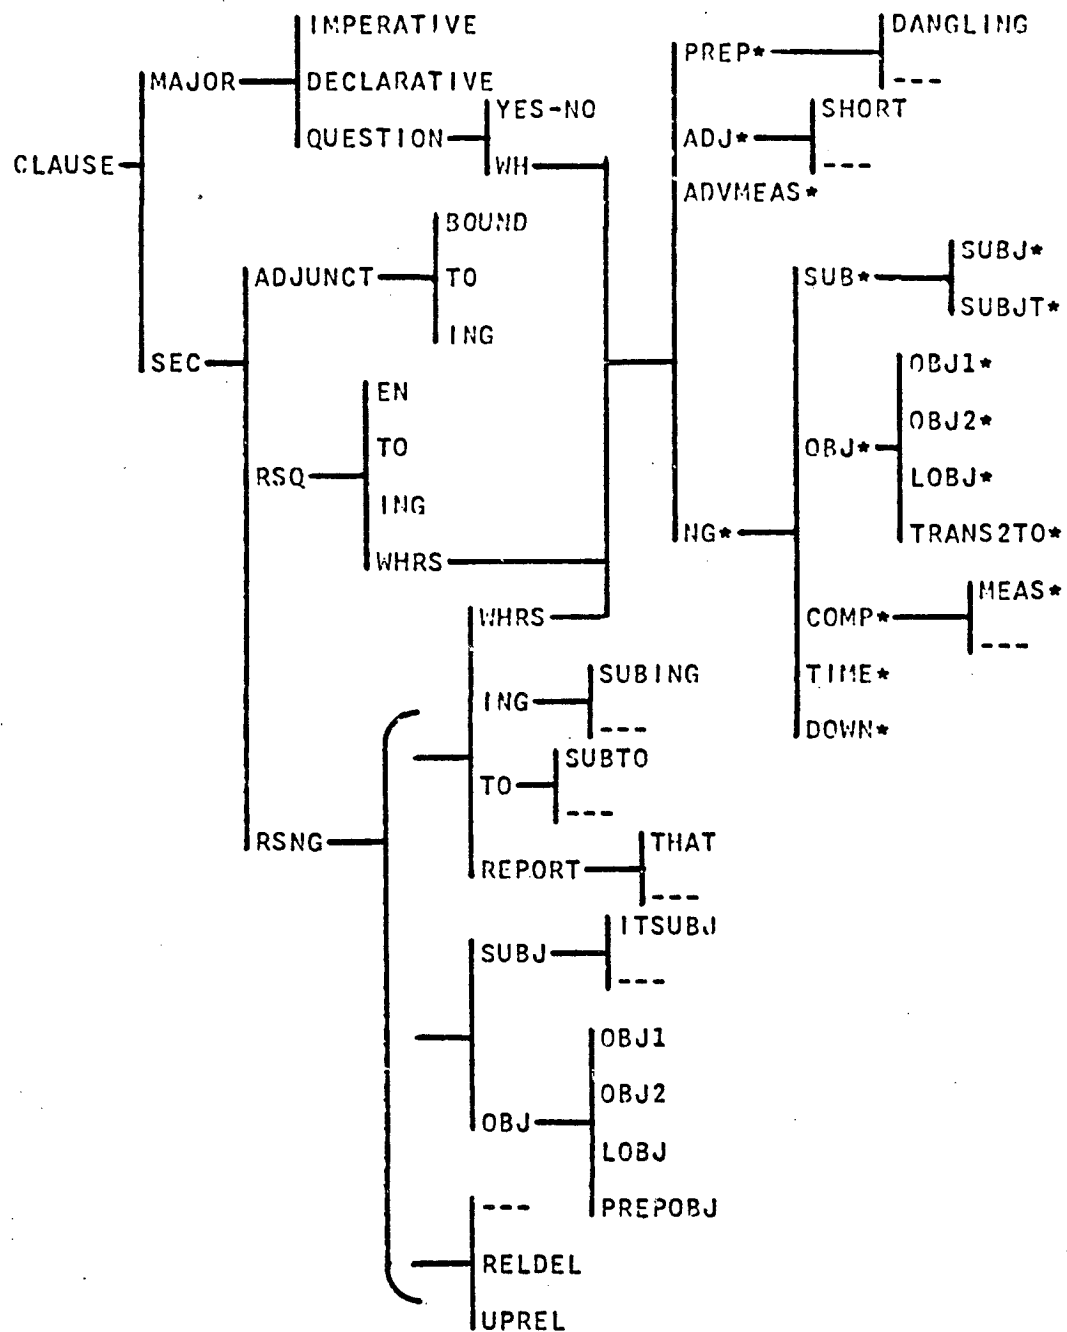 IMPERATIVE
MAJOR
DECLARATIVE
YES-NO
QUESTION
WH
CLAUSE
BOUND
ADJUNCT
TO
ING
SEC
EN
TO
RSQ
ING
WHRS
WHRS
SUBING
ING
---
SUBTO
TO
---
RSNG
THAT
REPORT
---
ITSUBJ
SUBJ
---
OBJ1
OBJ2
OBJ
LOBJ
PREPOBJ
---
RELDEL
UPREL
DANGLING
PREP*
---
SHORT
ADJ*
---
ADVMEAS*
SUBJ*
SUB*
SUBJT*
OBJ1*
OBJ2*
OBJ*
LOBJ*
TRANS2TO*
NG*
MEAS*
COMP*
---
TIME*
DOWN*